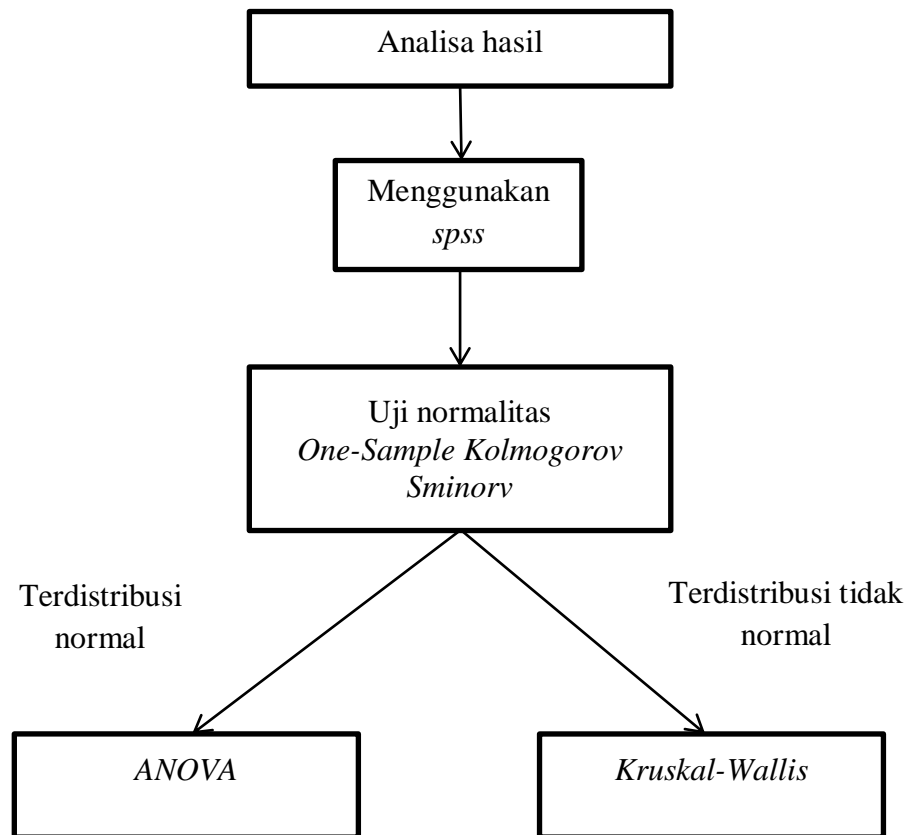 Analisa hasil
Menggunakan
spss
Uji normalitas
One-Sample Kolmogorov
Sminorv
Terdistribusi
normal
Terdistribusi tidak
normal
ANOVA
Kruskal-Wallis